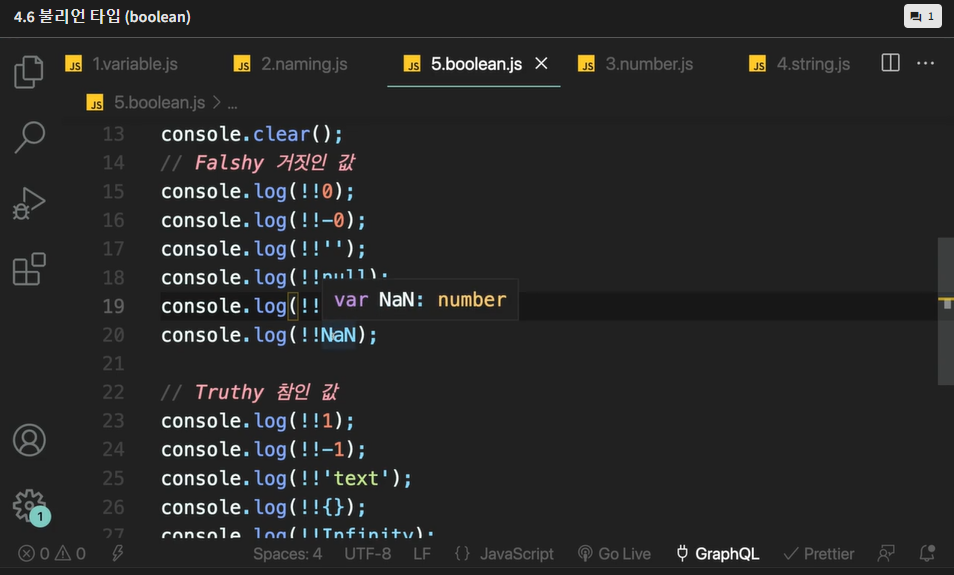 4.6 불리언 타입 (boolean)
1
JS 1.variable.js
JS 2.naming.js
JS 5.boolean.js
JS 3.number.js
JS 4.string.js
JS 5.boolean.js > ...
13 console.clear();
14 // Falshy 거짓인 값
15 console.log(!!0);
16 console.log(!!-0);
17 console.log(!!'');
18 console.log(!!null);
19 console.log(!!
var NaN: number
20 console.log(!!NaN);
21
22 // Truthy 참인 값
23 console.log(!!1);
24 console.log(!!-1);
25 console.log(!!'text');
26 console.log(!!{});
27 console.log(!!Infinity);
1
0 0 Spaces: 4 UTF-8 LF {} JavaScript Go Live GraphQL Prettier